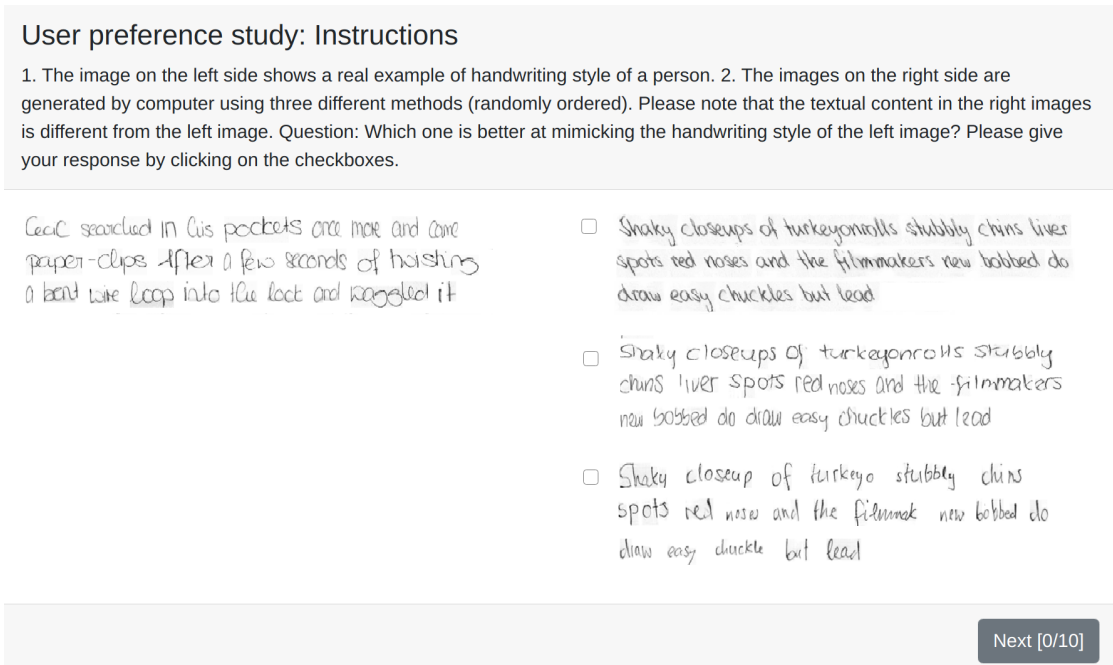 User preference study: Instructions
1. The image on the left side shows a real example of handwriting style of a person. 2. The images on the right side are
generated by computer using three different methods (randomly ordered). Please note that the textual content in the right images
is different from the left image. Question: Which one is better at mimicking the handwriting style of the left image? Please give
your response by clicking on the checkboxes.
Cecil searched in his pockets once more and came
paper-clips After a few seconds of hoisting
a bent wire loop into the lock and waggled it
Shaky closeups of turkeyonrolls stubbly chins liver
spots red noses and the filmmakers new bobbed do
draw easy chuckles but lead
Shaky closeups of turkeyonrolls stubbly
chins liver spots red noses and the filmmakers
new bobbed do draw easy chuckles but lead
Shaky closeup of turkeyo stubbly chins
spots red nose and the filmmak new bobbed do
draw easy chuckle but lead
Next [0/10]